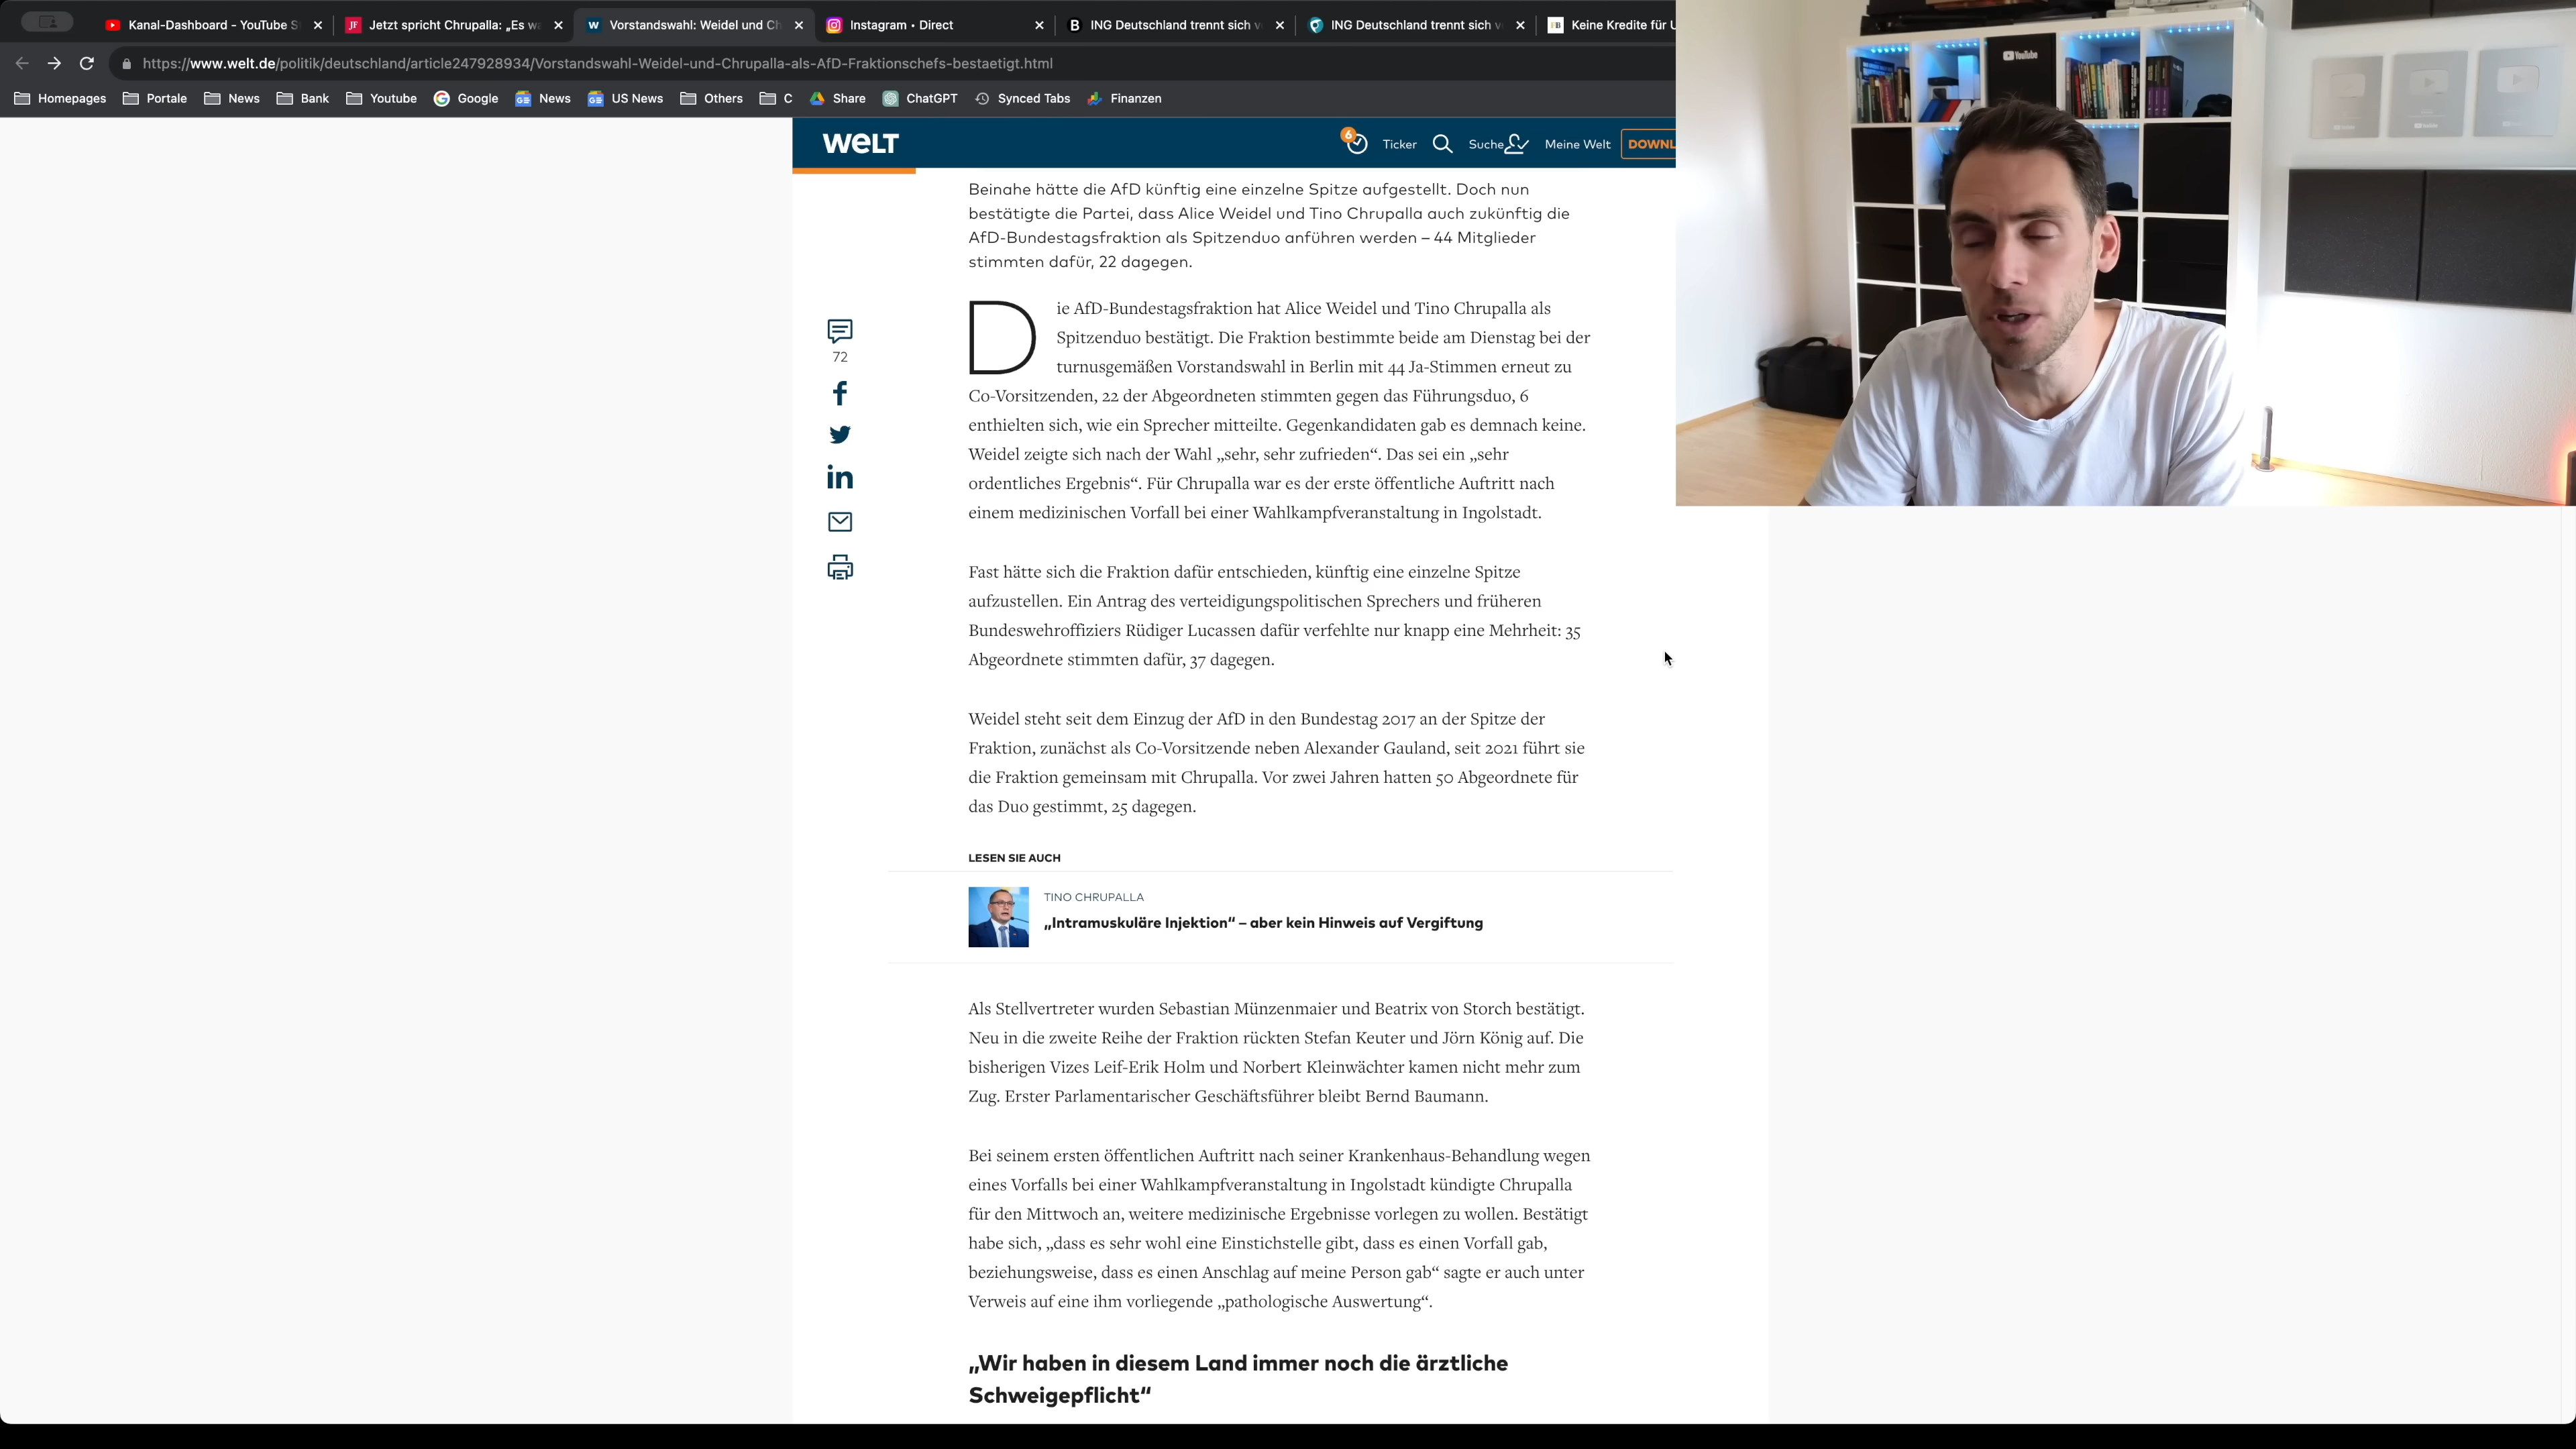 Kanal-Dashboard - YouTube S
Jetzt spricht Chrupalla: „Es w
Vorstandswahl: Weidel und Ch
Instagram • Direct
ING Deutschland trennt sich v
ING Deutschland trennt sich v
Keine Kredite für U
https://www.welt.de/politik/deutschland/article247928934/Vorstandswahl-Weidel-und-Chrupalla-als-AfD-Fraktionschefs-bestaetigt.html
Homepages
Portale
News
Bank
Youtube
Google
News
US News
Others
C
Share
ChatGPT
Synced Tabs
Finanzen
WELT
6
Ticker
Suche
Meine Welt
DOWNL
YouTube
Beinahe hätte die AfD künftig eine einzelne Spitze aufgestellt. Doch nun
bestätigte die Partei, dass Alice Weidel und Tino Chrupalla auch zukünftig die
AfD-Bundestagsfraktion als Spitzenduo anführen werden – 44 Mitglieder
stimmten dafür, 22 dagegen.
72
Die AfD-Bundestagsfraktion hat Alice Weidel und Tino Chrupalla als
Spitzenduo bestätigt. Die Fraktion bestimmte beide am Dienstag bei der
turnusgemäßen Vorstandswahl in Berlin mit 44 Ja-Stimmen erneut zu
Co-Vorsitzenden, 22 der Abgeordneten stimmten gegen das Führungsduo, 6
enthielten sich, wie ein Sprecher mitteilte. Gegenkandidaten gab es demnach keine.
Weidel zeigte sich nach der Wahl „sehr, sehr zufrieden“. Das sei ein „sehr
ordentliches Ergebnis“. Für Chrupalla war es der erste öffentliche Auftritt nach
einem medizinischen Vorfall bei einer Wahlkampfveranstaltung in Ingolstadt.
Fast hätte sich die Fraktion dafür entschieden, künftig eine einzelne Spitze
aufzustellen. Ein Antrag des verteidigungspolitischen Sprechers und früheren
Bundeswehroffiziers Rüdiger Lucassen dafür verfehlte nur knapp eine Mehrheit: 35
Abgeordnete stimmten dafür, 37 dagegen.
Weidel steht seit dem Einzug der AfD in den Bundestag 2017 an der Spitze der
Fraktion, zunächst als Co-Vorsitzende neben Alexander Gauland, seit 2021 führt sie
die Fraktion gemeinsam mit Chrupalla. Vor zwei Jahren hatten 50 Abgeordnete für
das Duo gestimmt, 25 dagegen.
LESEN SIE AUCH
TINO CHRUPALLA
„Intramuskuläre Injektion“ – aber kein Hinweis auf Vergiftung
Als Stellvertreter wurden Sebastian Münzenmaier und Beatrix von Storch bestätigt.
Neu in die zweite Reihe der Fraktion rückten Stefan Keuter und Jörn König auf. Die
bisherigen Vizes Leif-Erik Holm und Norbert Kleinwächter kamen nicht mehr zum
Zug. Erster Parlamentarischer Geschäftsführer bleibt Bernd Baumann.
Bei seinem ersten öffentlichen Auftritt nach seiner Krankenhaus-Behandlung wegen
eines Vorfalls bei einer Wahlkampfveranstaltung in Ingolstadt kündigte Chrupalla
für den Mittwoch an, weitere medizinische Ergebnisse vorlegen zu wollen. Bestätigt
habe sich, „dass es sehr wohl eine Einstichstelle gibt, dass es einen Vorfall gab,
beziehungsweise, dass es einen Anschlag auf meine Person gab“ sagte er auch unter
Verweis auf eine ihm vorliegende „pathologische Auswertung“.
„Wir haben in diesem Land immer noch die ärztliche
Schweigepflicht“